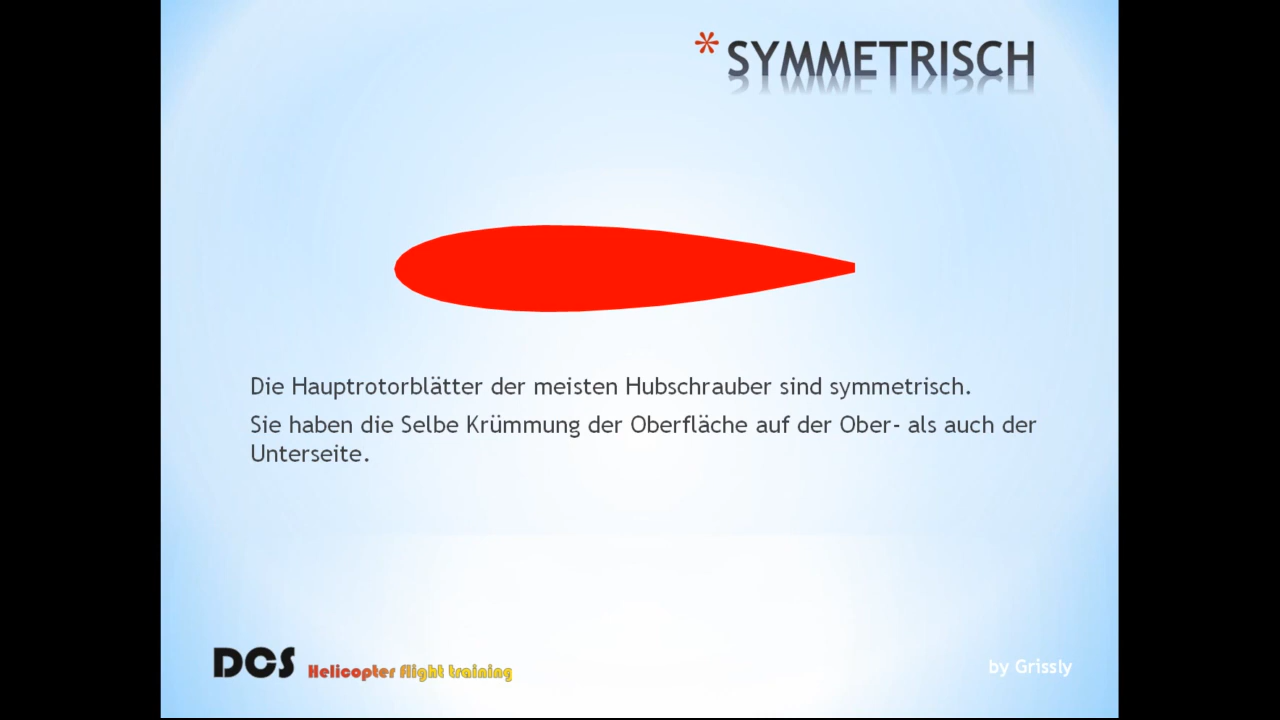 * SYMMETRISCH
Die Hauptrotorblätter der meisten Hubschrauber sind symmetrisch.
Sie haben die Selbe Krümmung der Oberfläche auf der Ober- als auch der
Unterseite.
DCS Helicopter flight training
by Grissly